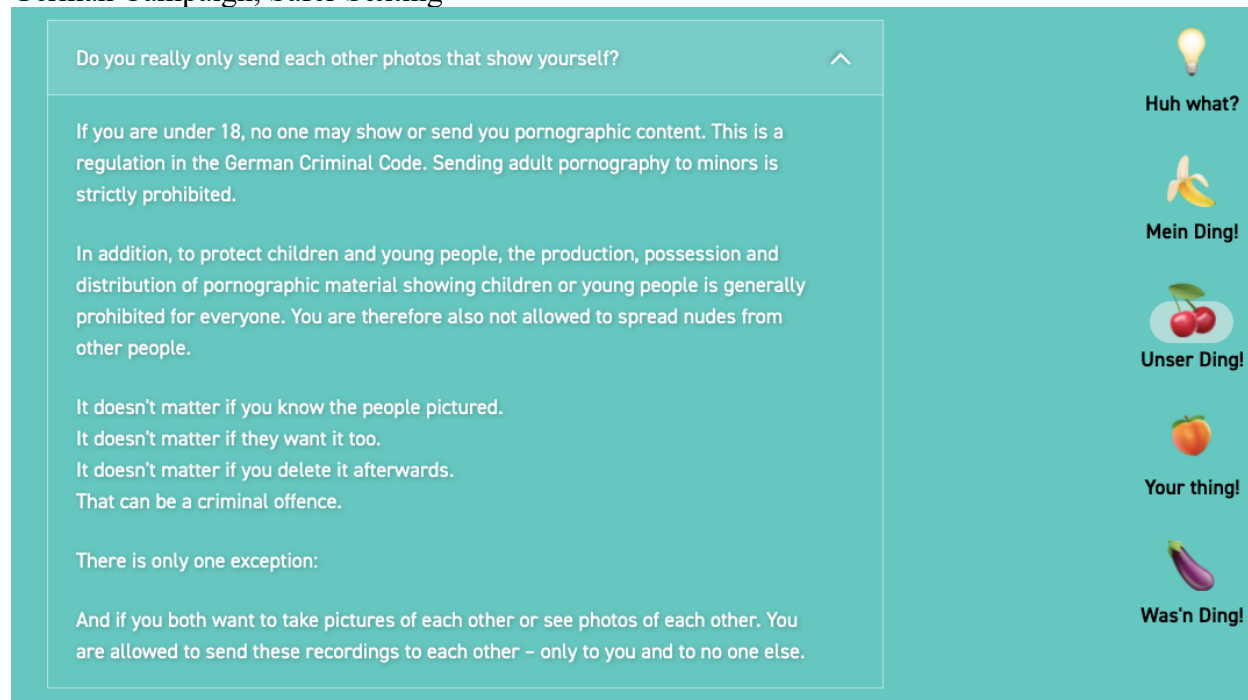 Do you really only send each other photos that show yourself?
If you are under 18, no one may show or send you pornographic content. This is a
regulation in the German Criminal Code. Sending adult pornography to minors is
strictly prohibited.
In addition, to protect children and young people, the production, possession and
distribution of pornographic material showing children or young people is generally
prohibited for everyone. You are therefore also not allowed to spread nudes from
other people.
It doesn't matter if you know the people pictured.
It doesn't matter if they want it too.
It doesn't matter if you delete it afterwards.
That can be a criminal offence.
There is only one exception:
And if you both want to take pictures of each other or see photos of each other. You
are allowed to send these recordings to each other – only to you and to no one else.
Huh what?
Mein Ding!
Unser Ding!
Your thing!
Was'n Ding!